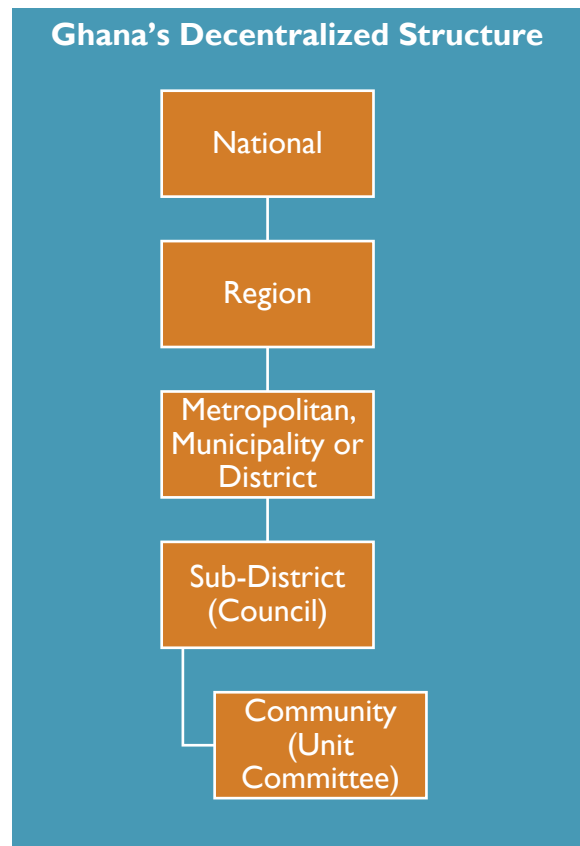 Ghana’s Decentralized Structure
National
Region
Metropolitan,
Municipality or
District
Sub-District
(Council)
Community
(Unit
Committee)